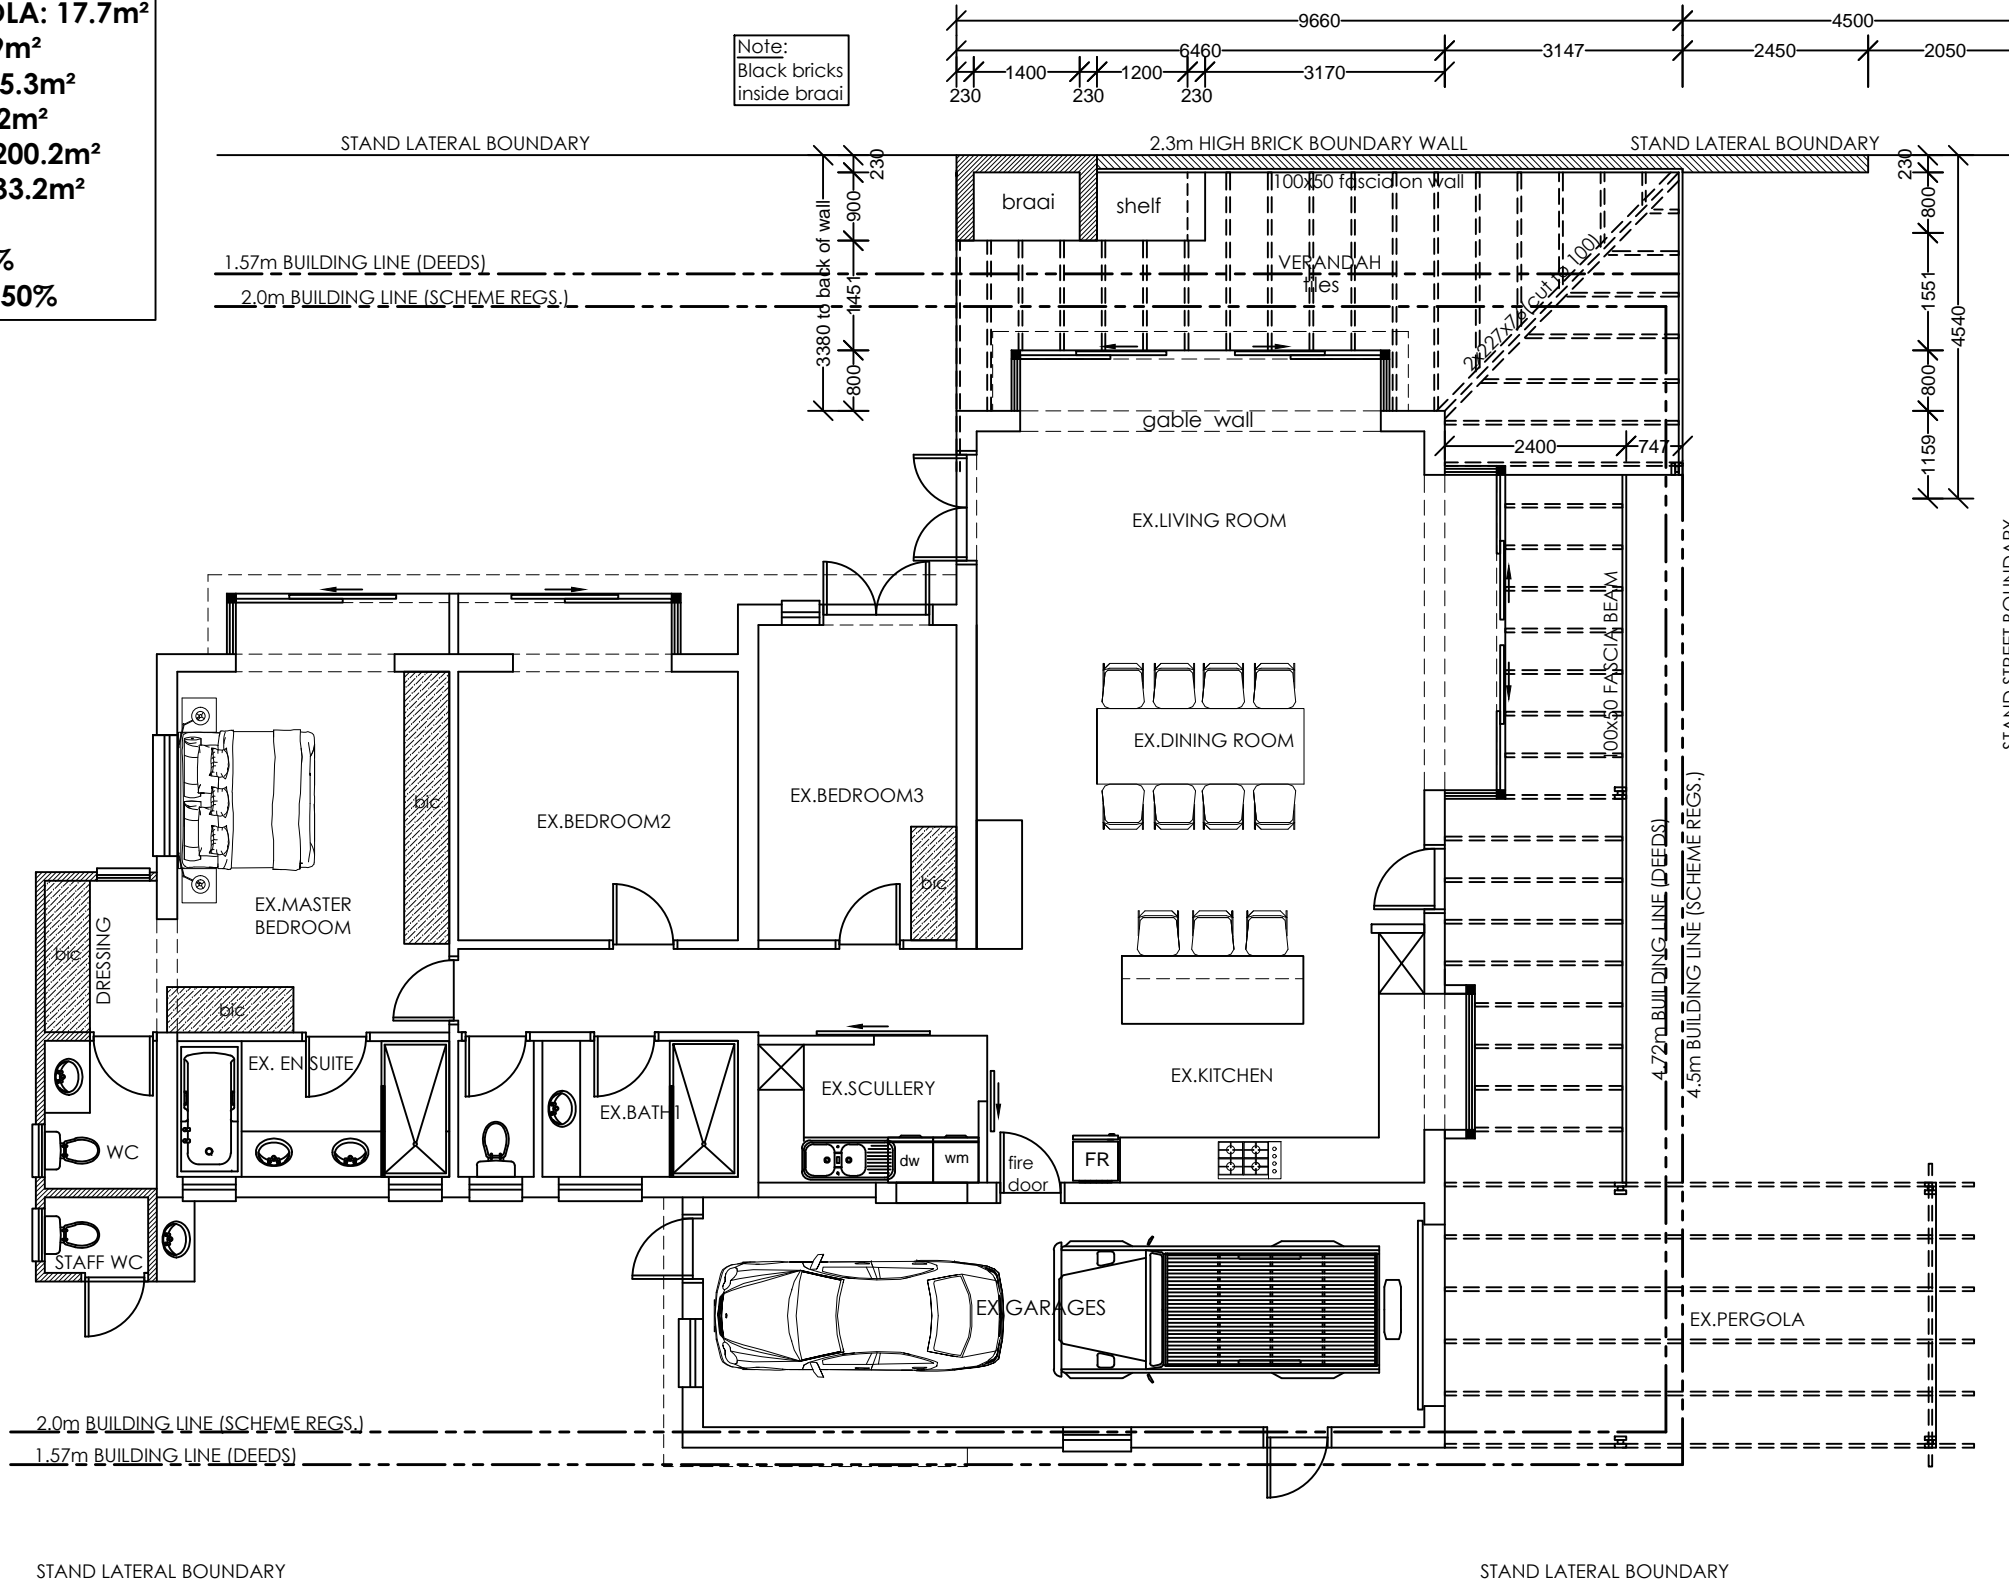 OLA: 17.7m²
9m²
5.3m²
2m²
200.2m²
33.2m²
%
50%
Note:
Black bricks
inside braai
9660
4500
6460
3147
2450
2050
1400
1200
3170
230
230
230
STAND LATERAL BOUNDARY
2.3m HIGH BRICK BOUNDARY WALL
STAND LATERAL BOUNDARY
230
900
1451
800
3380 to back of wall
230
800
1551
800
1159
4540
100x50 fascia on wall
braai
shelf
1.57m BUILDING LINE (DEEDS)
2.0m BUILDING LINE (SCHEME REGS.)
VERANDAH
tiles
2x227x76(cut to 100)
gable wall
2400
747
EX.LIVING ROOM
STAND STREET BOUNDARY
100x50 FASCIA BEAM
EX.DINING ROOM
EX.BEDROOM3
EX.BEDROOM2
bic
bic
EX.MASTER
BEDROOM
DRESSING
bic
bic
4.72m BUILDING LINE (DEEDS)
4.5m BUILDING LINE (SCHEME REGS.)
EX. EN SUITE
EX.BATH1
EX.SCULLERY
EX.KITCHEN
WC
dw
wm
fire
door
FR
STAFF WC
EX.GARAGES
EX.PERGOLA
2.0m BUILDING LINE (SCHEME REGS.)
1.57m BUILDING LINE (DEEDS)
STAND LATERAL BOUNDARY
STAND LATERAL BOUNDARY